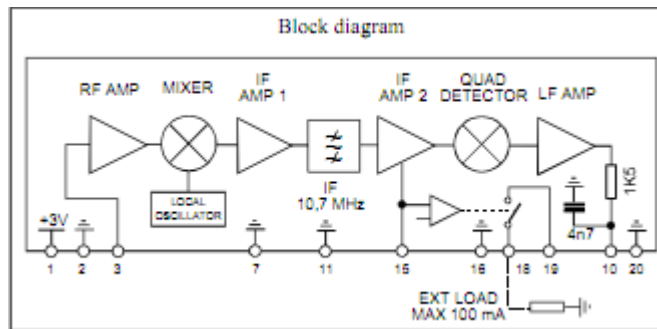 Block diagram
RF AMP
MIXER
IF
AMP 1
IF
AMP 2
QUAD
DETECTOR
LF AMP
LOCAL
OSCILLATOR
IF
10,7 MHz
1K5
4n7
+3V
1
2
3
7
11
15
16
18
19
10
20
EXT LOAD
MAX 100 mA